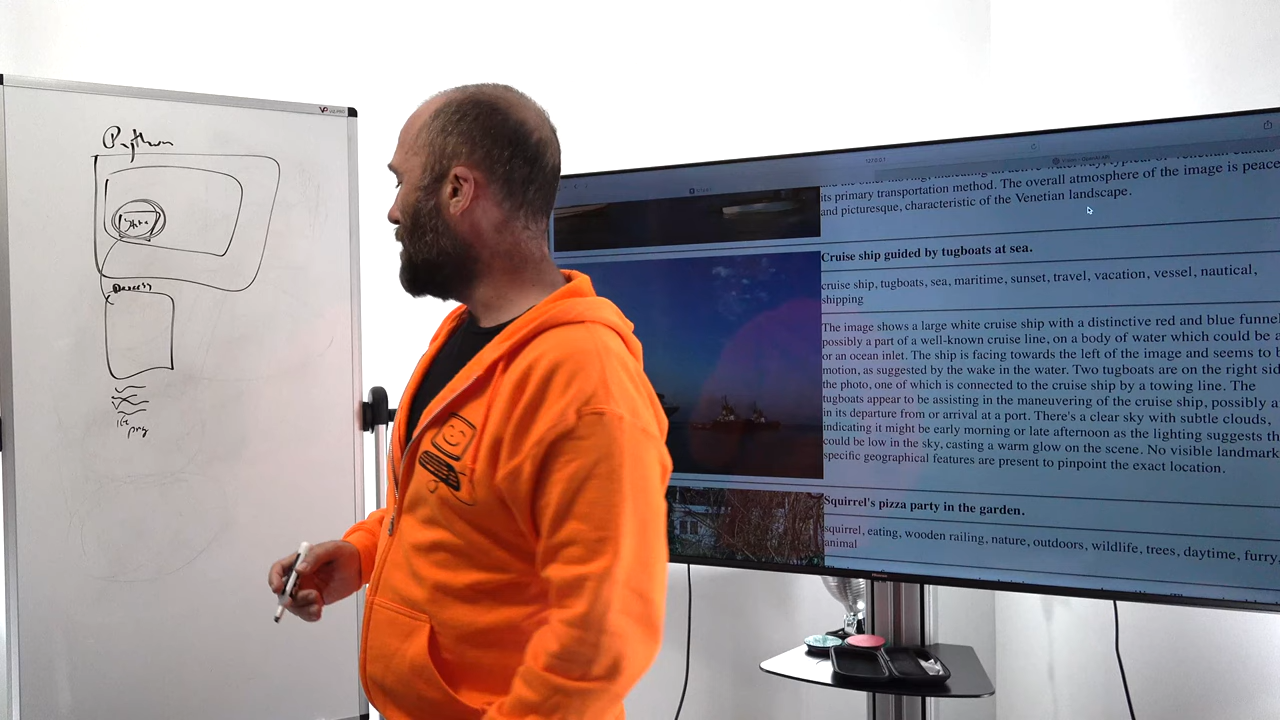 Python
png
127.0.0.1
Vision - OpenAI API
its primary transportation method. The overall atmosphere of the image is peace
and picturesque, characteristic of the Venetian landscape.
Cruise ship guided by tugboats at sea.
cruise ship, tugboats, sea, maritime, sunset, travel, vacation, vessel, nautical,
shipping
The image shows a large white cruise ship with a distinctive red and blue funnel
possibly a part of a well-known cruise line, on a body of water which could be a
or an ocean inlet. The ship is facing towards the left of the image and seems to b
motion, as suggested by the wake in the water. Two tugboats are on the right sid
the photo, one of which is connected to the cruise ship by a towing line. The
tugboats appear to be assisting in the maneuvering of the cruise ship, possibly a
in its departure from or arrival at a port. There's a clear sky with subtle clouds,
indicating it might be early morning or late afternoon as the lighting suggests th
could be low in the sky, casting a warm glow on the scene. No visible landmark
specific geographical features are present to pinpoint the exact location.
Squirrel's pizza party in the garden.
squirrel, eating, wooden railing, nature, outdoors, wildlife, trees, daytime, furry,
animal
Hisense